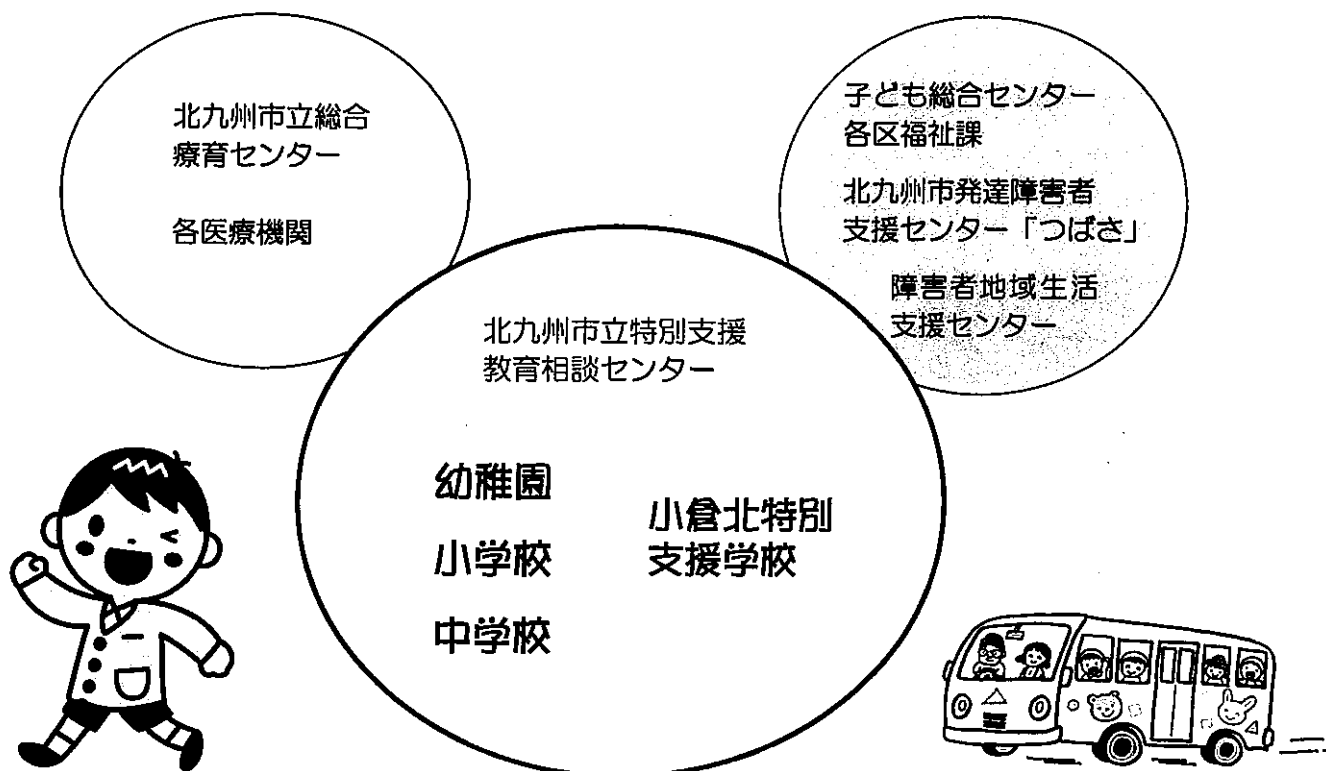 北九州市立総合
療育センター
各医療機関
子ども総合センター
各区福祉課
北九州市発達障害者
支援センター「つばさ」
障害者地域生活
支援センター
北九州市立特別支援
教育相談センター
幼稚園
小学校
中学校
小倉北特別
支援学校